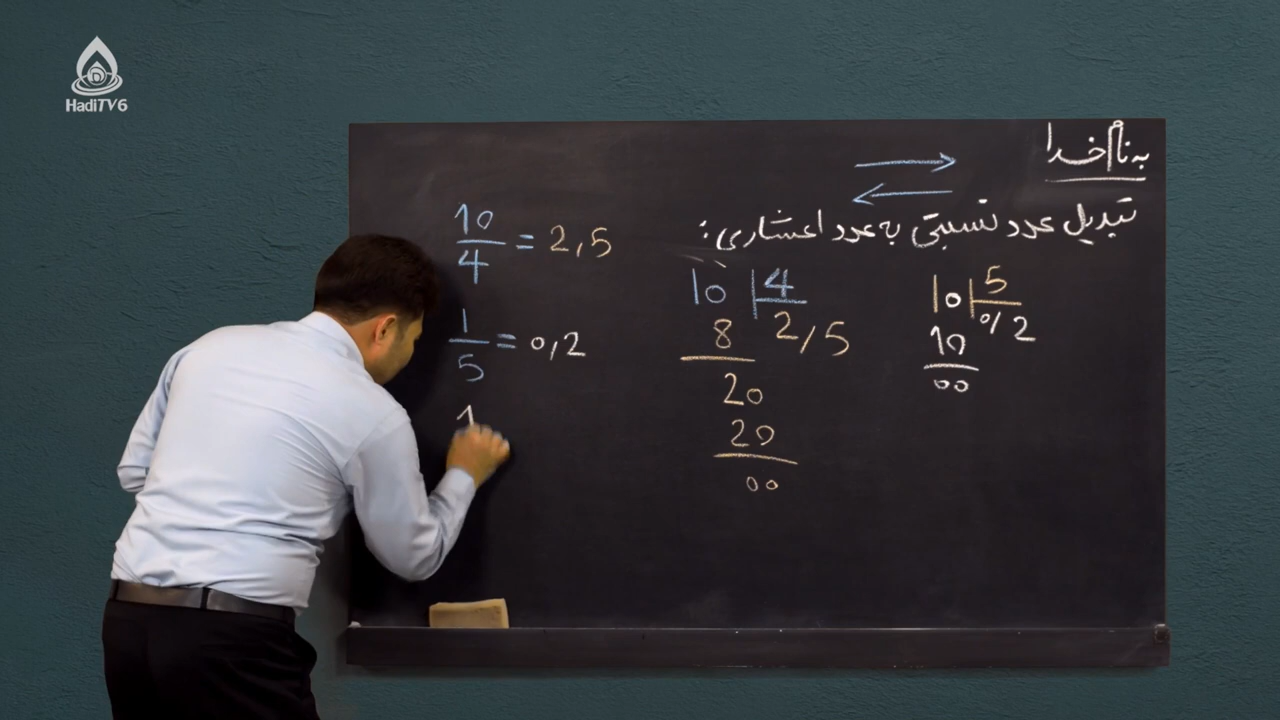 HadiTV6
به نام خدا
تبدیل عدد نسبتی به عدد اعشاری:
10/4 = 2,5
1/5 = 0,2
1
10 | 4
8 2/5
20
20
00
10 | 5
10 0/2
00